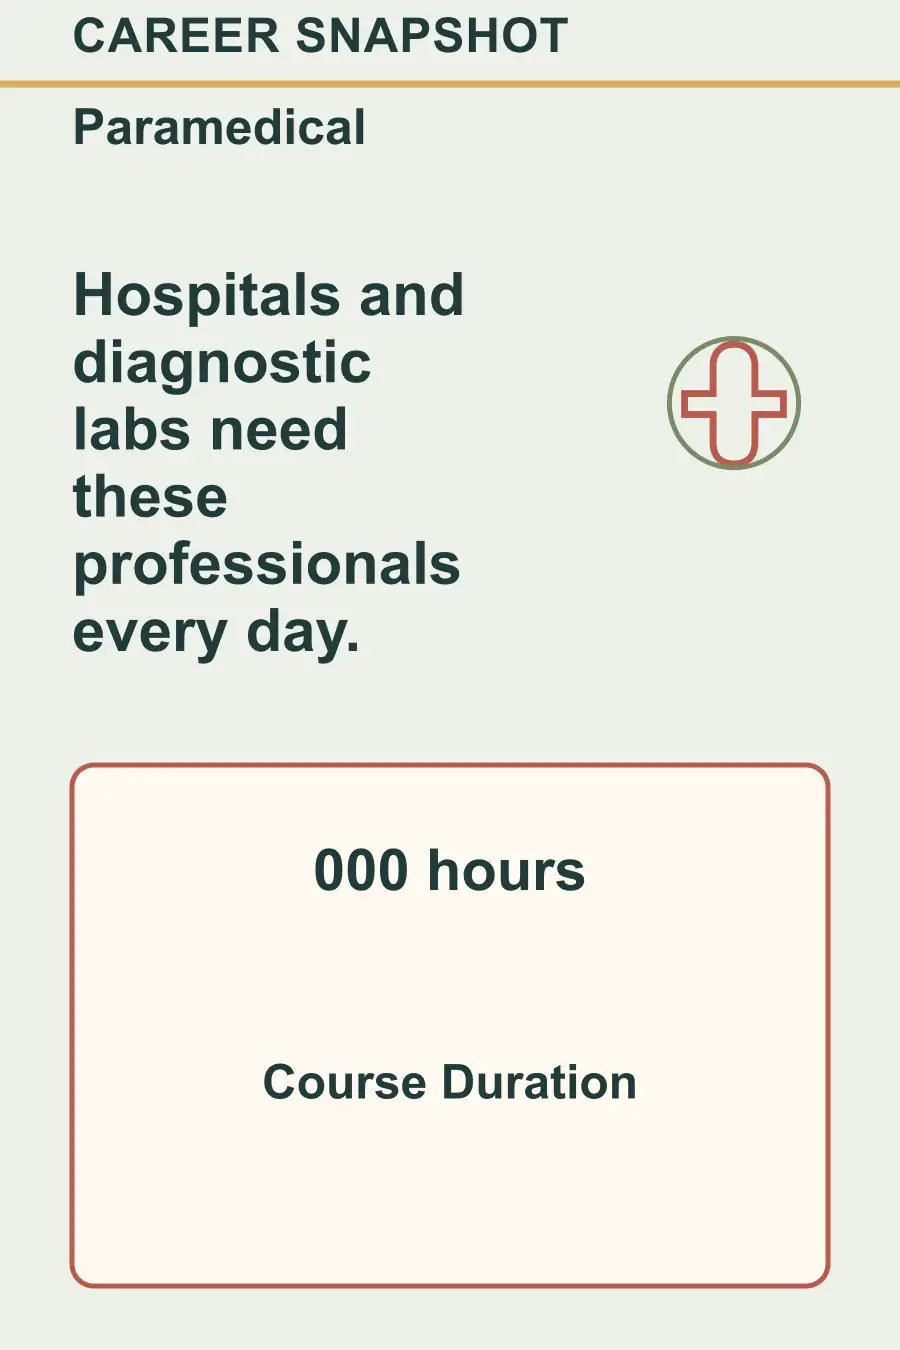 CAREER SNAPSHOT
Paramedical
Hospitals and
diagnostic
labs need
these
professionals
every day.
000 hours
Course Duration